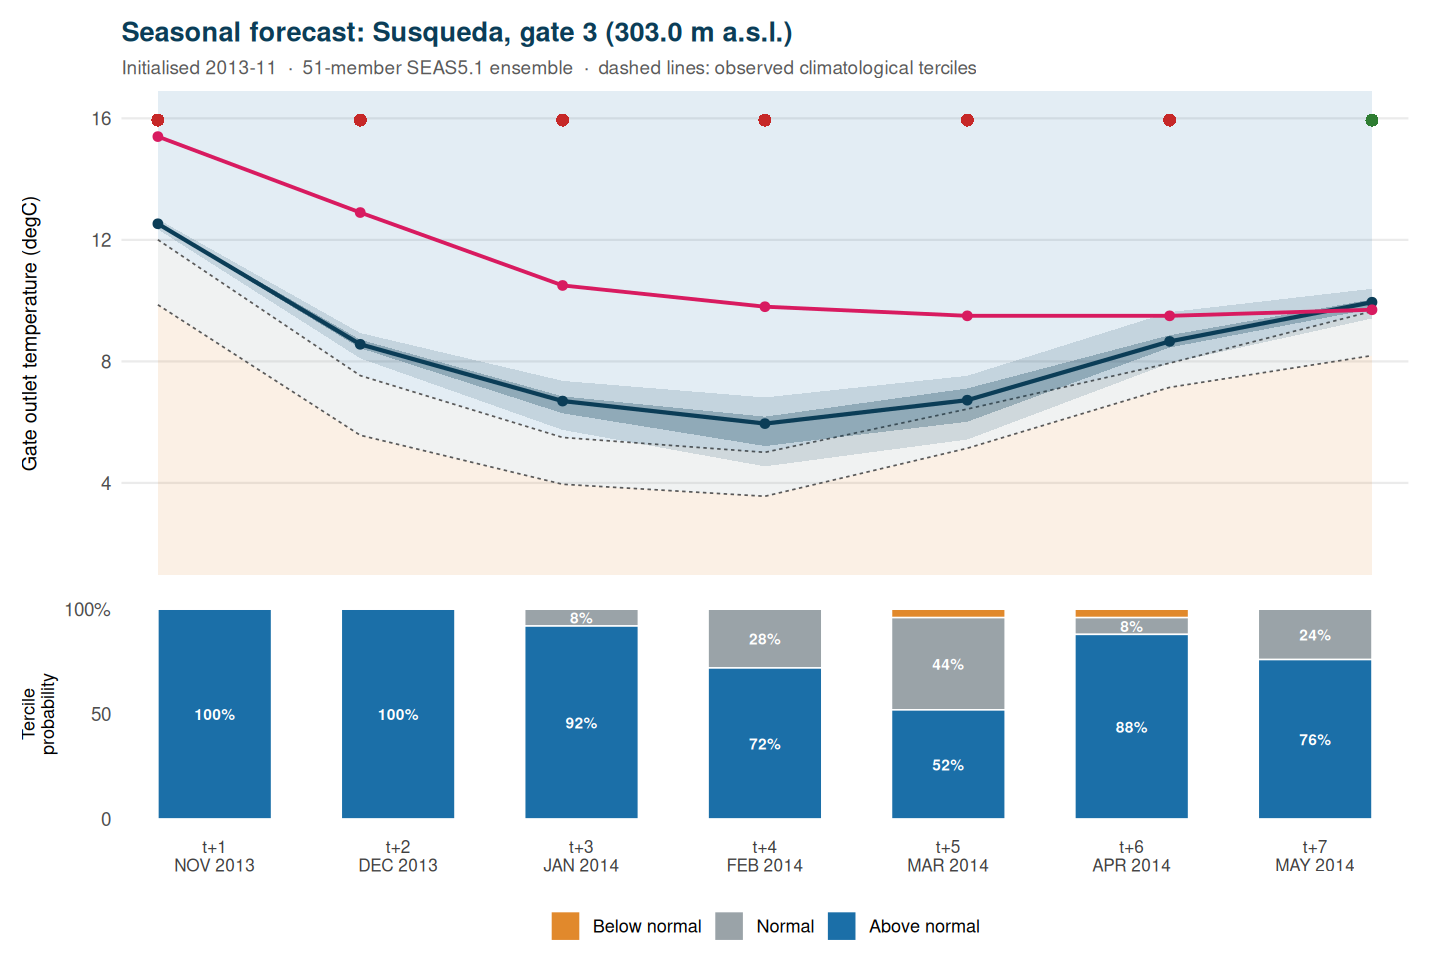 Seasonal forecast: Susqueda, gate 3 (303.0 m a.s.l.)
Initialised 2013-11 · 51-member SEAS5.1 ensemble · dashed lines: observed climatological terciles
Gate outlet temperature (degC)
16
12
8
4
Tercile
probability
100%
50
0
100%
100%
8%
92%
28%
72%
44%
52%
8%
88%
24%
76%
t+1
NOV 2013
t+2
DEC 2013
t+3
JAN 2014
t+4
FEB 2014
t+5
MAR 2014
t+6
APR 2014
t+7
MAY 2014
Below normal
Normal
Above normal